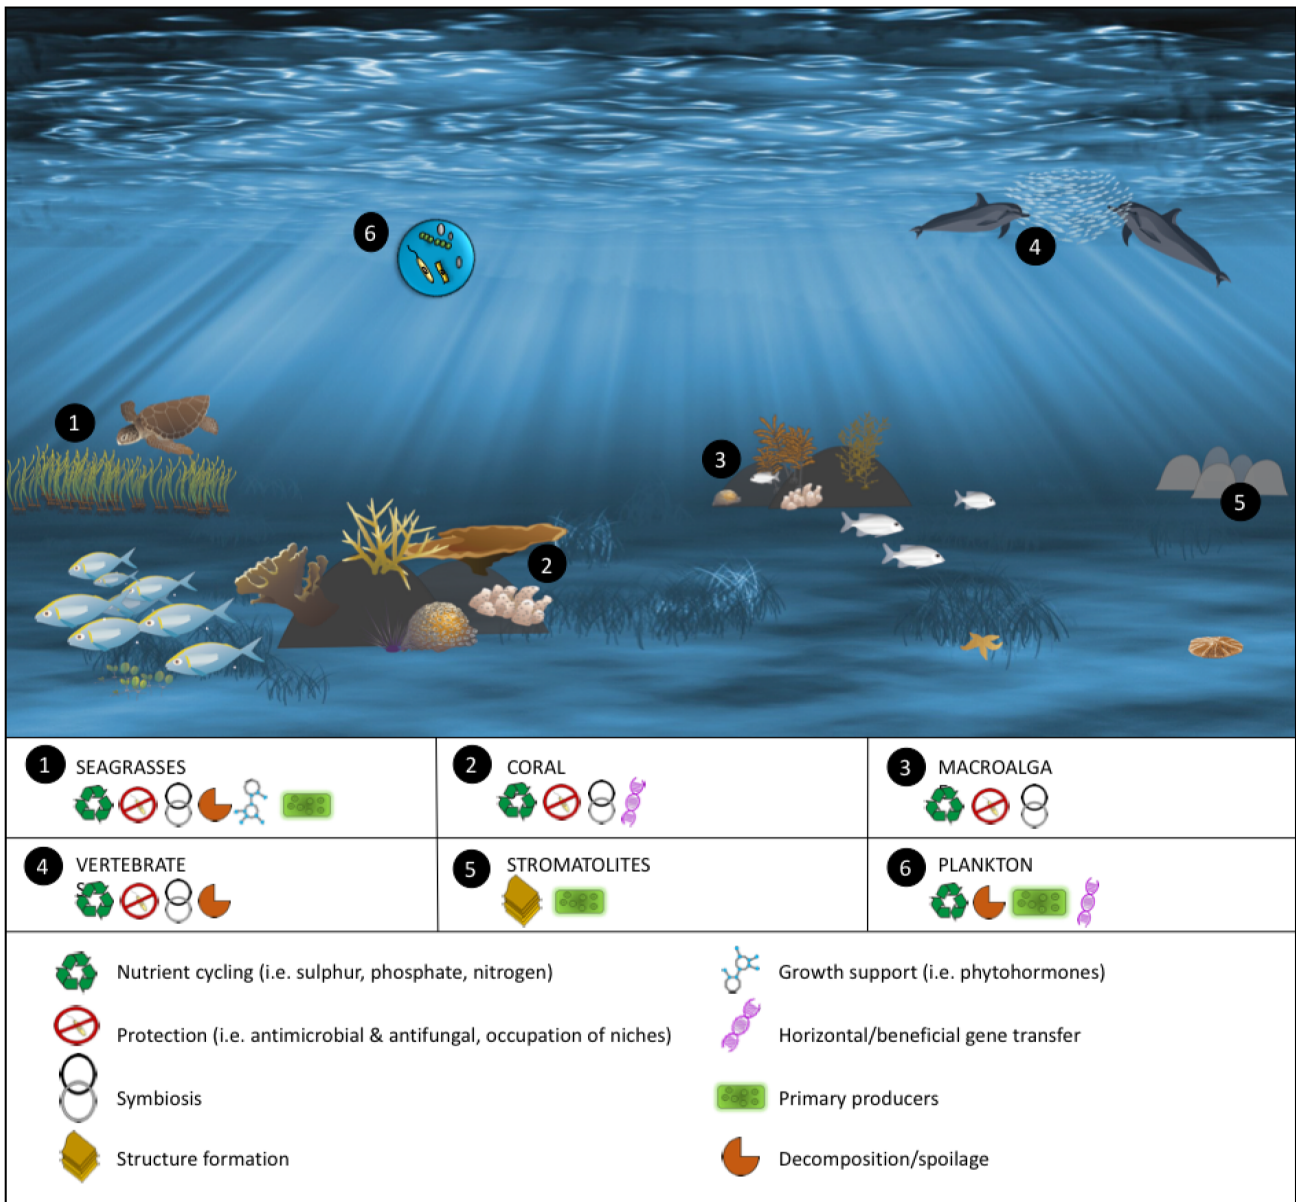 6
4
1
3
5
2
1 SEAGRASSES
2 CORAL
3 MACROALGA
4 VERTEBRATE
S
5 STROMATOLITES
6 PLANKTON
Nutrient cycling (i.e. sulphur, phosphate, nitrogen)
Growth support (i.e. phytohormones)
Protection (i.e. antimicrobial & antifungal, occupation of niches)
Horizontal/beneficial gene transfer
Symbiosis
Primary producers
Structure formation
Decomposition/spoilage